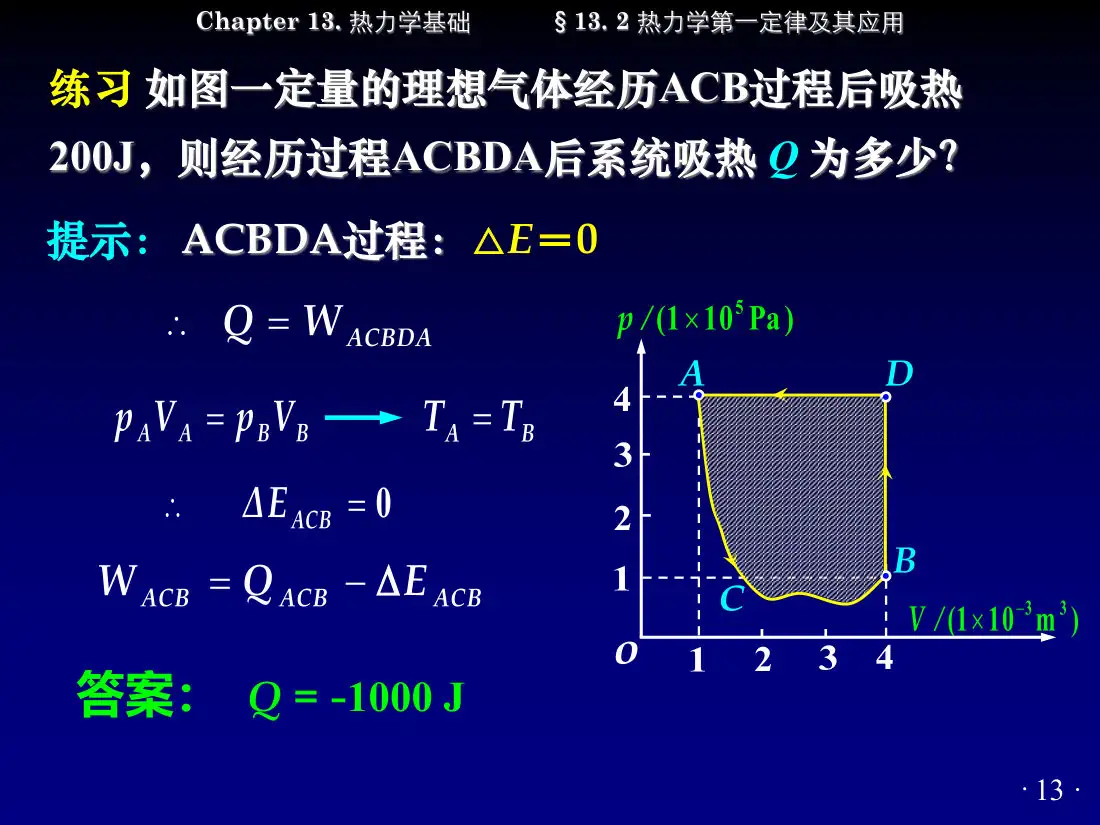 Chapter 13. 热力学基础 §13. 2 热力学第一定律及其应用
练习 如图一定量的理想气体经历ACB过程后吸热
200J，则经历过程ACBDA后系统吸热 Q 为多少？
提示： ACBDA过程：△E＝0
∴ Q = W_ACBDA
p_A V_A = p_B V_B → T_A = T_B
∴ ΔE_ACB = 0
W_ACB = Q_ACB − ΔE_ACB
答案： Q = -1000 J
p /(1×10⁵Pa)
A D
4
3
2
1
B
C
V /(1×10⁻³m³)
O 1 2 3 4
· 13 ·